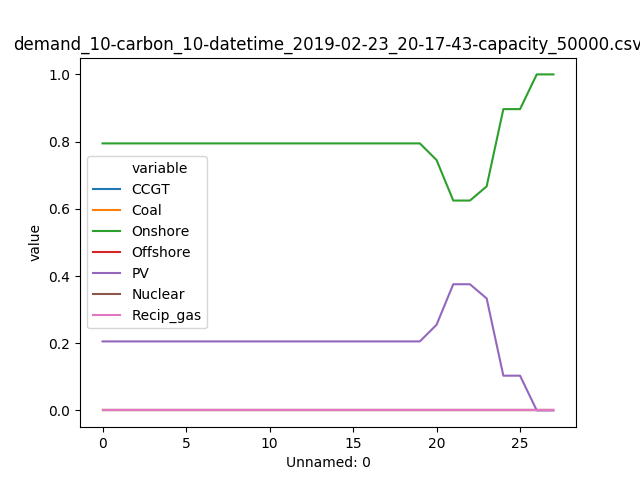 demand_10-carbon_10-datetime_2019-02-23_20-17-43-capacity_50000.csv
1.0
0.8
0.6
0.4
0.2
0.0
value
variable
CCGT
Coal
Onshore
Offshore
PV
Nuclear
Recip_gas
0 5 10 15 20 25
Unnamed: 0